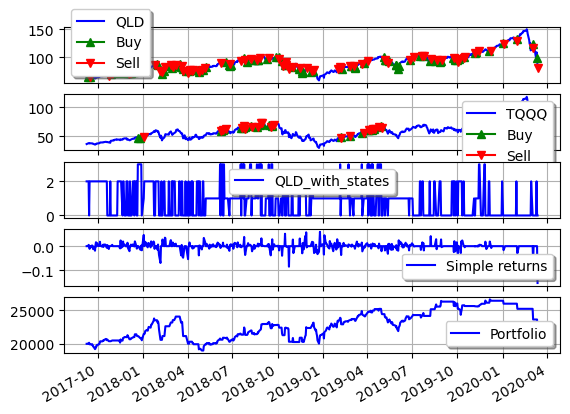 150
100
QLD
Buy
Sell
100
50
TQQQ
Buy
Sell
2
0
QLD_with_states
0.0
−0.1
Simple returns
25000
20000
Portfolio
2017-10
2018-01
2018-04
2018-07
2018-10
2019-01
2019-04
2019-07
2019-10
2020-01
2020-04